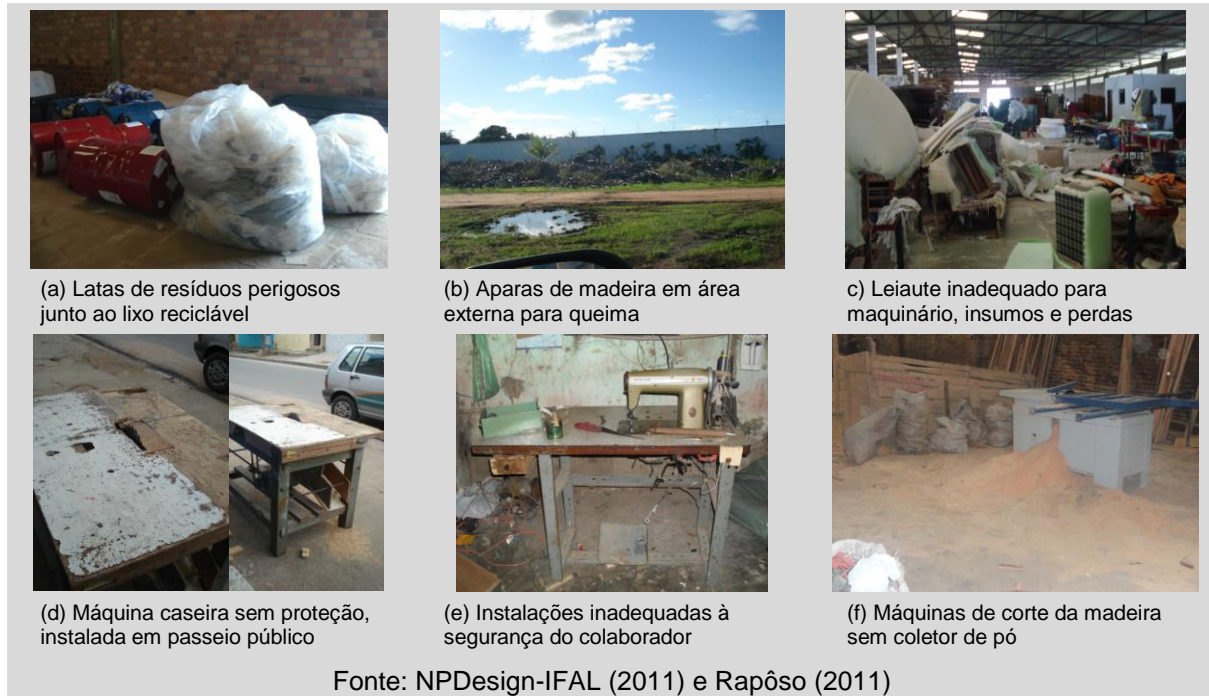 (a) Latas de resíduos perigosos
junto ao lixo reciclável
(b) Aparas de madeira em área
externa para queima
c) Leiaute inadequado para
maquinário, insumos e perdas
(d) Máquina caseira sem proteção,
instalada em passeio público
(e) Instalações inadequadas à
segurança do colaborador
(f) Máquinas de corte da madeira
sem coletor de pó
Fonte: NPDesign-IFAL (2011) e Rapôso (2011)